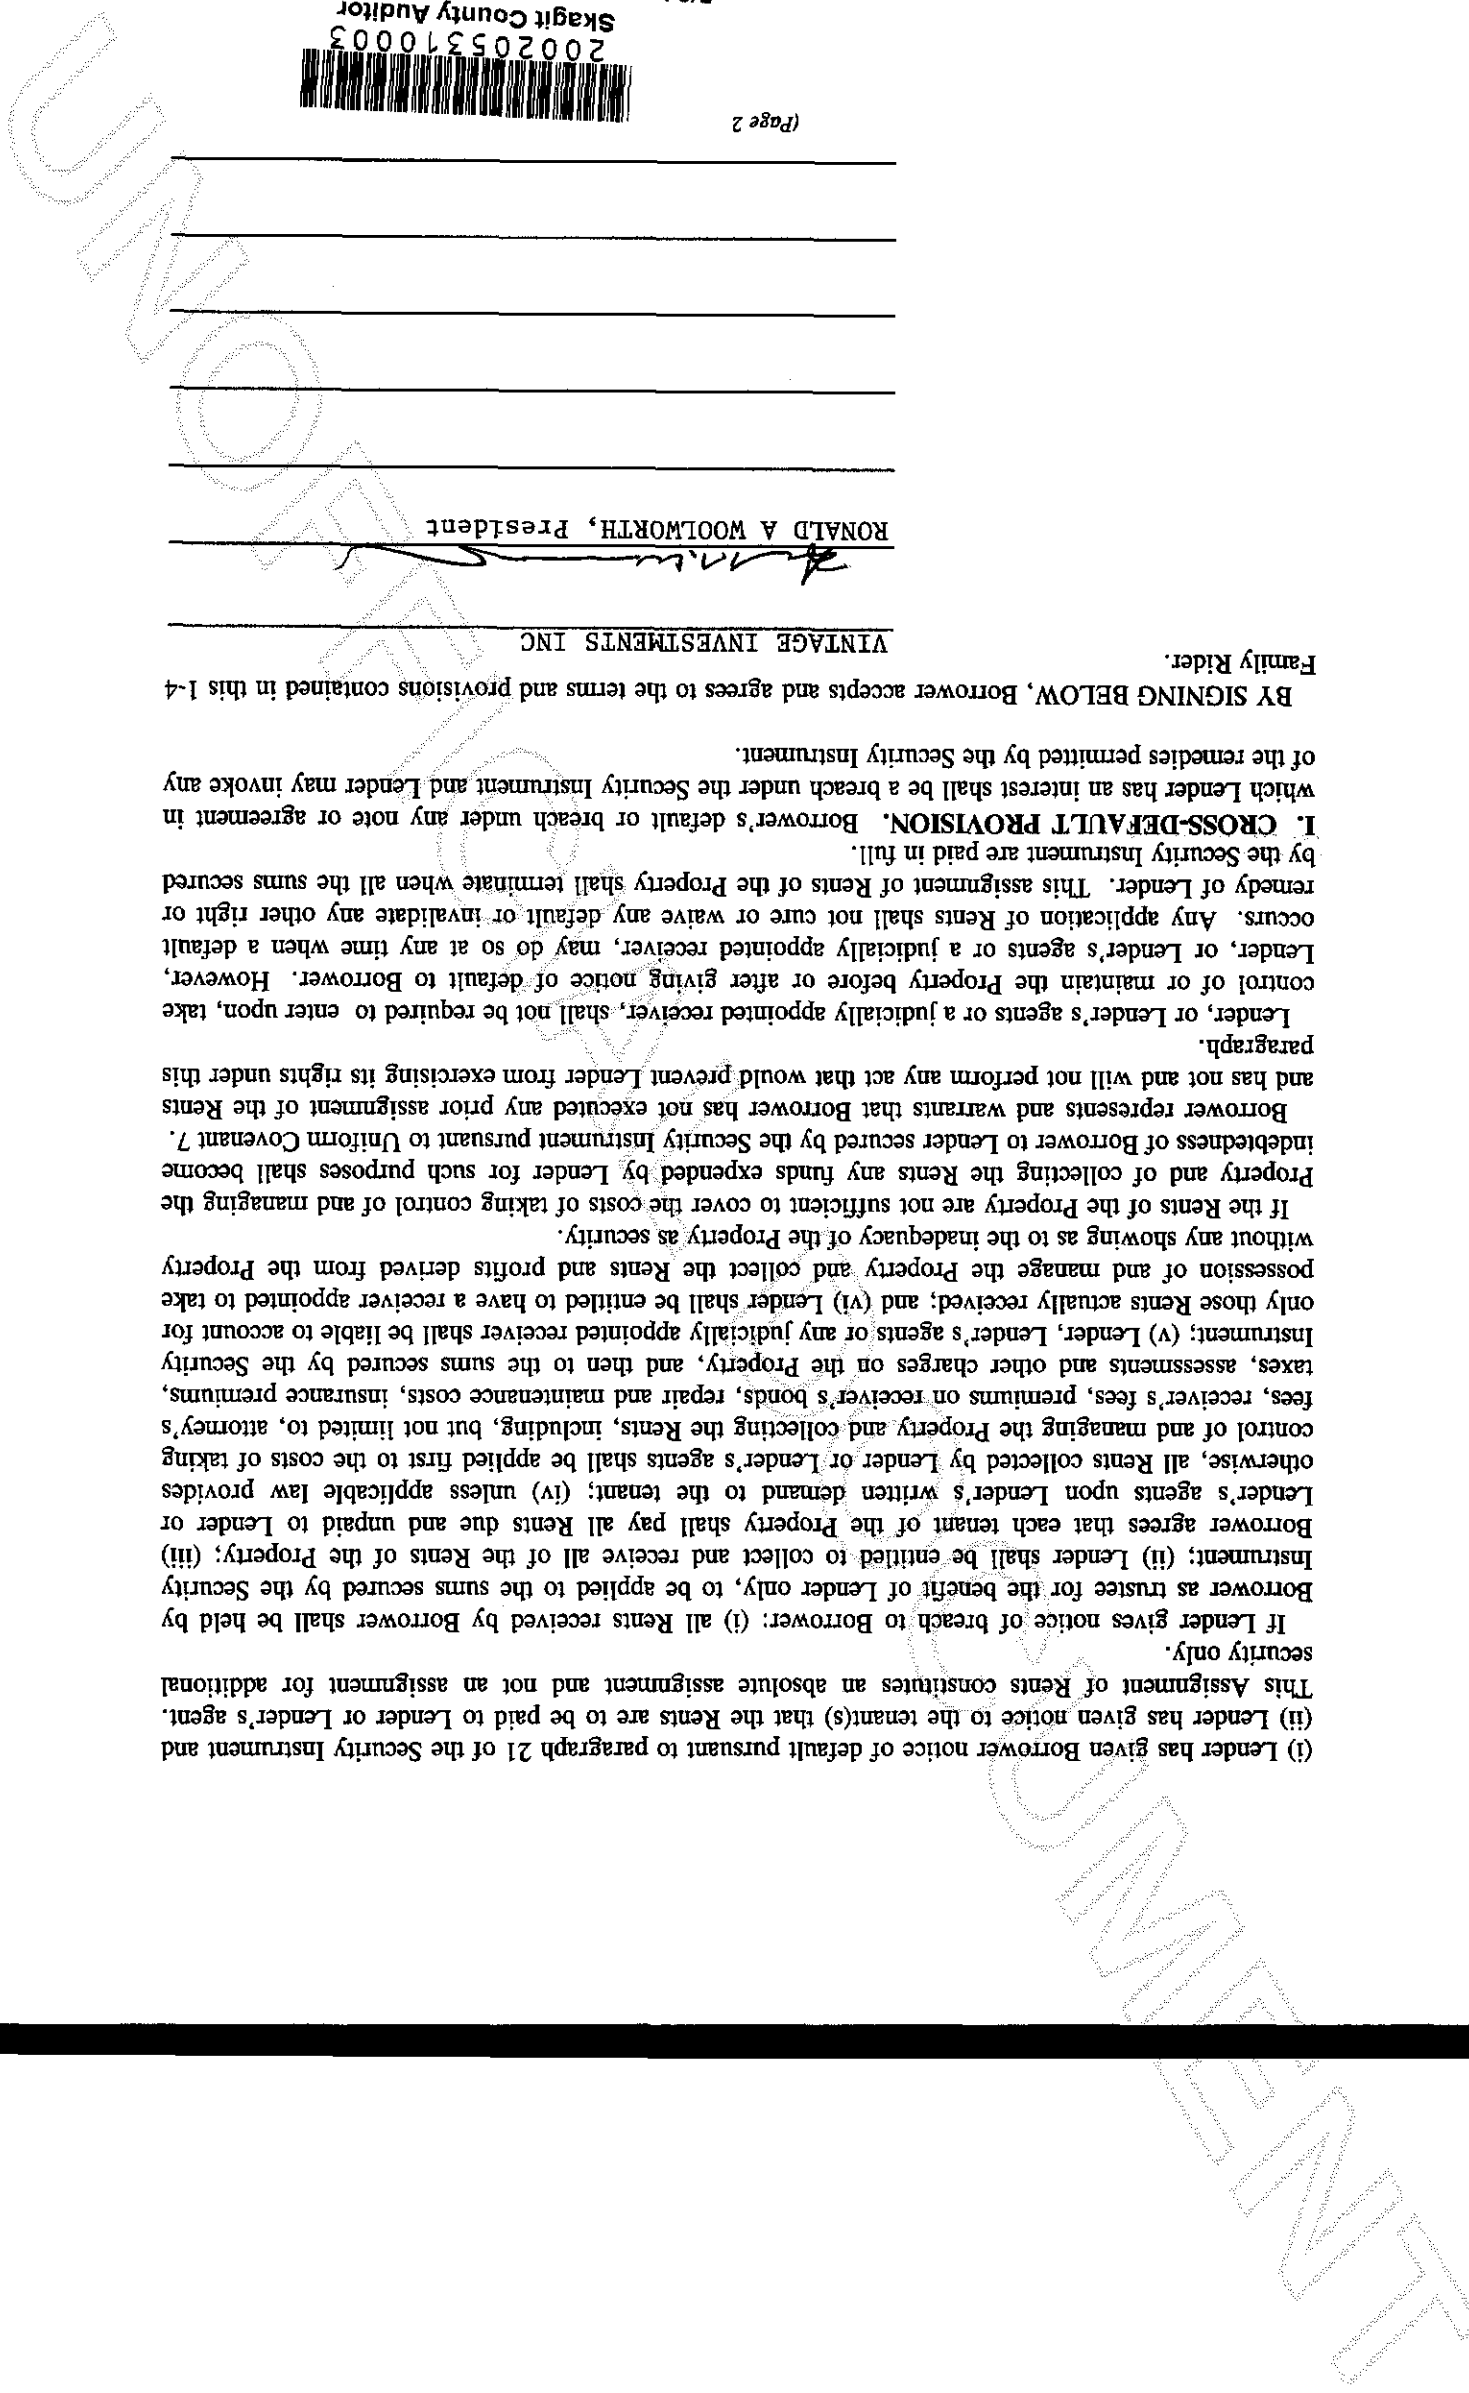 (i) Lender has given Borrower notice of default pursuant to paragraph 21 of the Security Instrument and
(ii) Lender has given notice to the tenant(s) that the Rents are to be paid to Lender or Lender's agent.
This Assignment of Rents constitutes an absolute assignment and not an assignment for additional
security only.
If Lender gives notice of breach to Borrower: (i) all Rents received by Borrower shall be held by
Borrower as trustee for the benefit of Lender only, to be applied to the sums secured by the Security
Instrument; (ii) Lender shall be entitled to collect and receive all of the Rents of the Property; (iii)
Borrower agrees that each tenant of the Property shall pay all Rents due and unpaid to Lender or
Lender's agents upon Lender's written demand to the tenant; (iv) unless applicable law provides
otherwise, all Rents collected by Lender or Lender's agents shall be applied first to the costs of taking
control of and managing the Property and collecting the Rents, including, but not limited to, attorney's
fees, receiver's fees, premiums on receiver's bonds, repair and maintenance costs, insurance premiums,
taxes, assessments and other charges on the Property, and then to the sums secured by the Security
Instrument; (v) Lender, Lender's agents or any judicially appointed receiver shall be liable to account for
only those Rents actually received; and (vi) Lender shall be entitled to have a receiver appointed to take
possession of and manage the Property and collect the Rents and profits derived from the Property
without any showing as to the inadequacy of the Property as security.
If the Rents of the Property are not sufficient to cover the costs of taking control of and managing the
Property and of collecting the Rents any funds expended by Lender for such purposes shall become
indebtedness of Borrower to Lender secured by the Security Instrument pursuant to Uniform Covenant 7.
Borrower represents and warrants that Borrower has not executed any prior assignment of the Rents
and has not and will not perform any act that would prevent Lender from exercising its rights under this
paragraph.
Lender, or Lender's agents or a judicially appointed receiver, shall not be required to enter upon, take
control of or maintain the Property before or after giving notice of default to Borrower. However,
Lender, or Lender's agents or a judicially appointed receiver, may do so at any time when a default
occurs. Any application of Rents shall not cure or waive any default or invalidate any other right or
remedy of Lender. This assignment of Rents of the Property shall terminate when all the sums secured
by the Security Instrument are paid in full.
I. CROSS-DEFAULT PROVISION. Borrower's default or breach under any note or agreement in
which Lender has an interest shall be a breach under the Security Instrument and Lender may invoke any
of the remedies permitted by the Security Instrument.
BY SIGNING BELOW, Borrower accepts and agrees to the terms and provisions contained in this 1-4
Family Rider.
VINTAGE INVESTMENTS INC
RONALD A WOOLWORTH, President
(Page 2
200205310003
Skagit County Auditor
UNOFFICIAL DOCUMENT